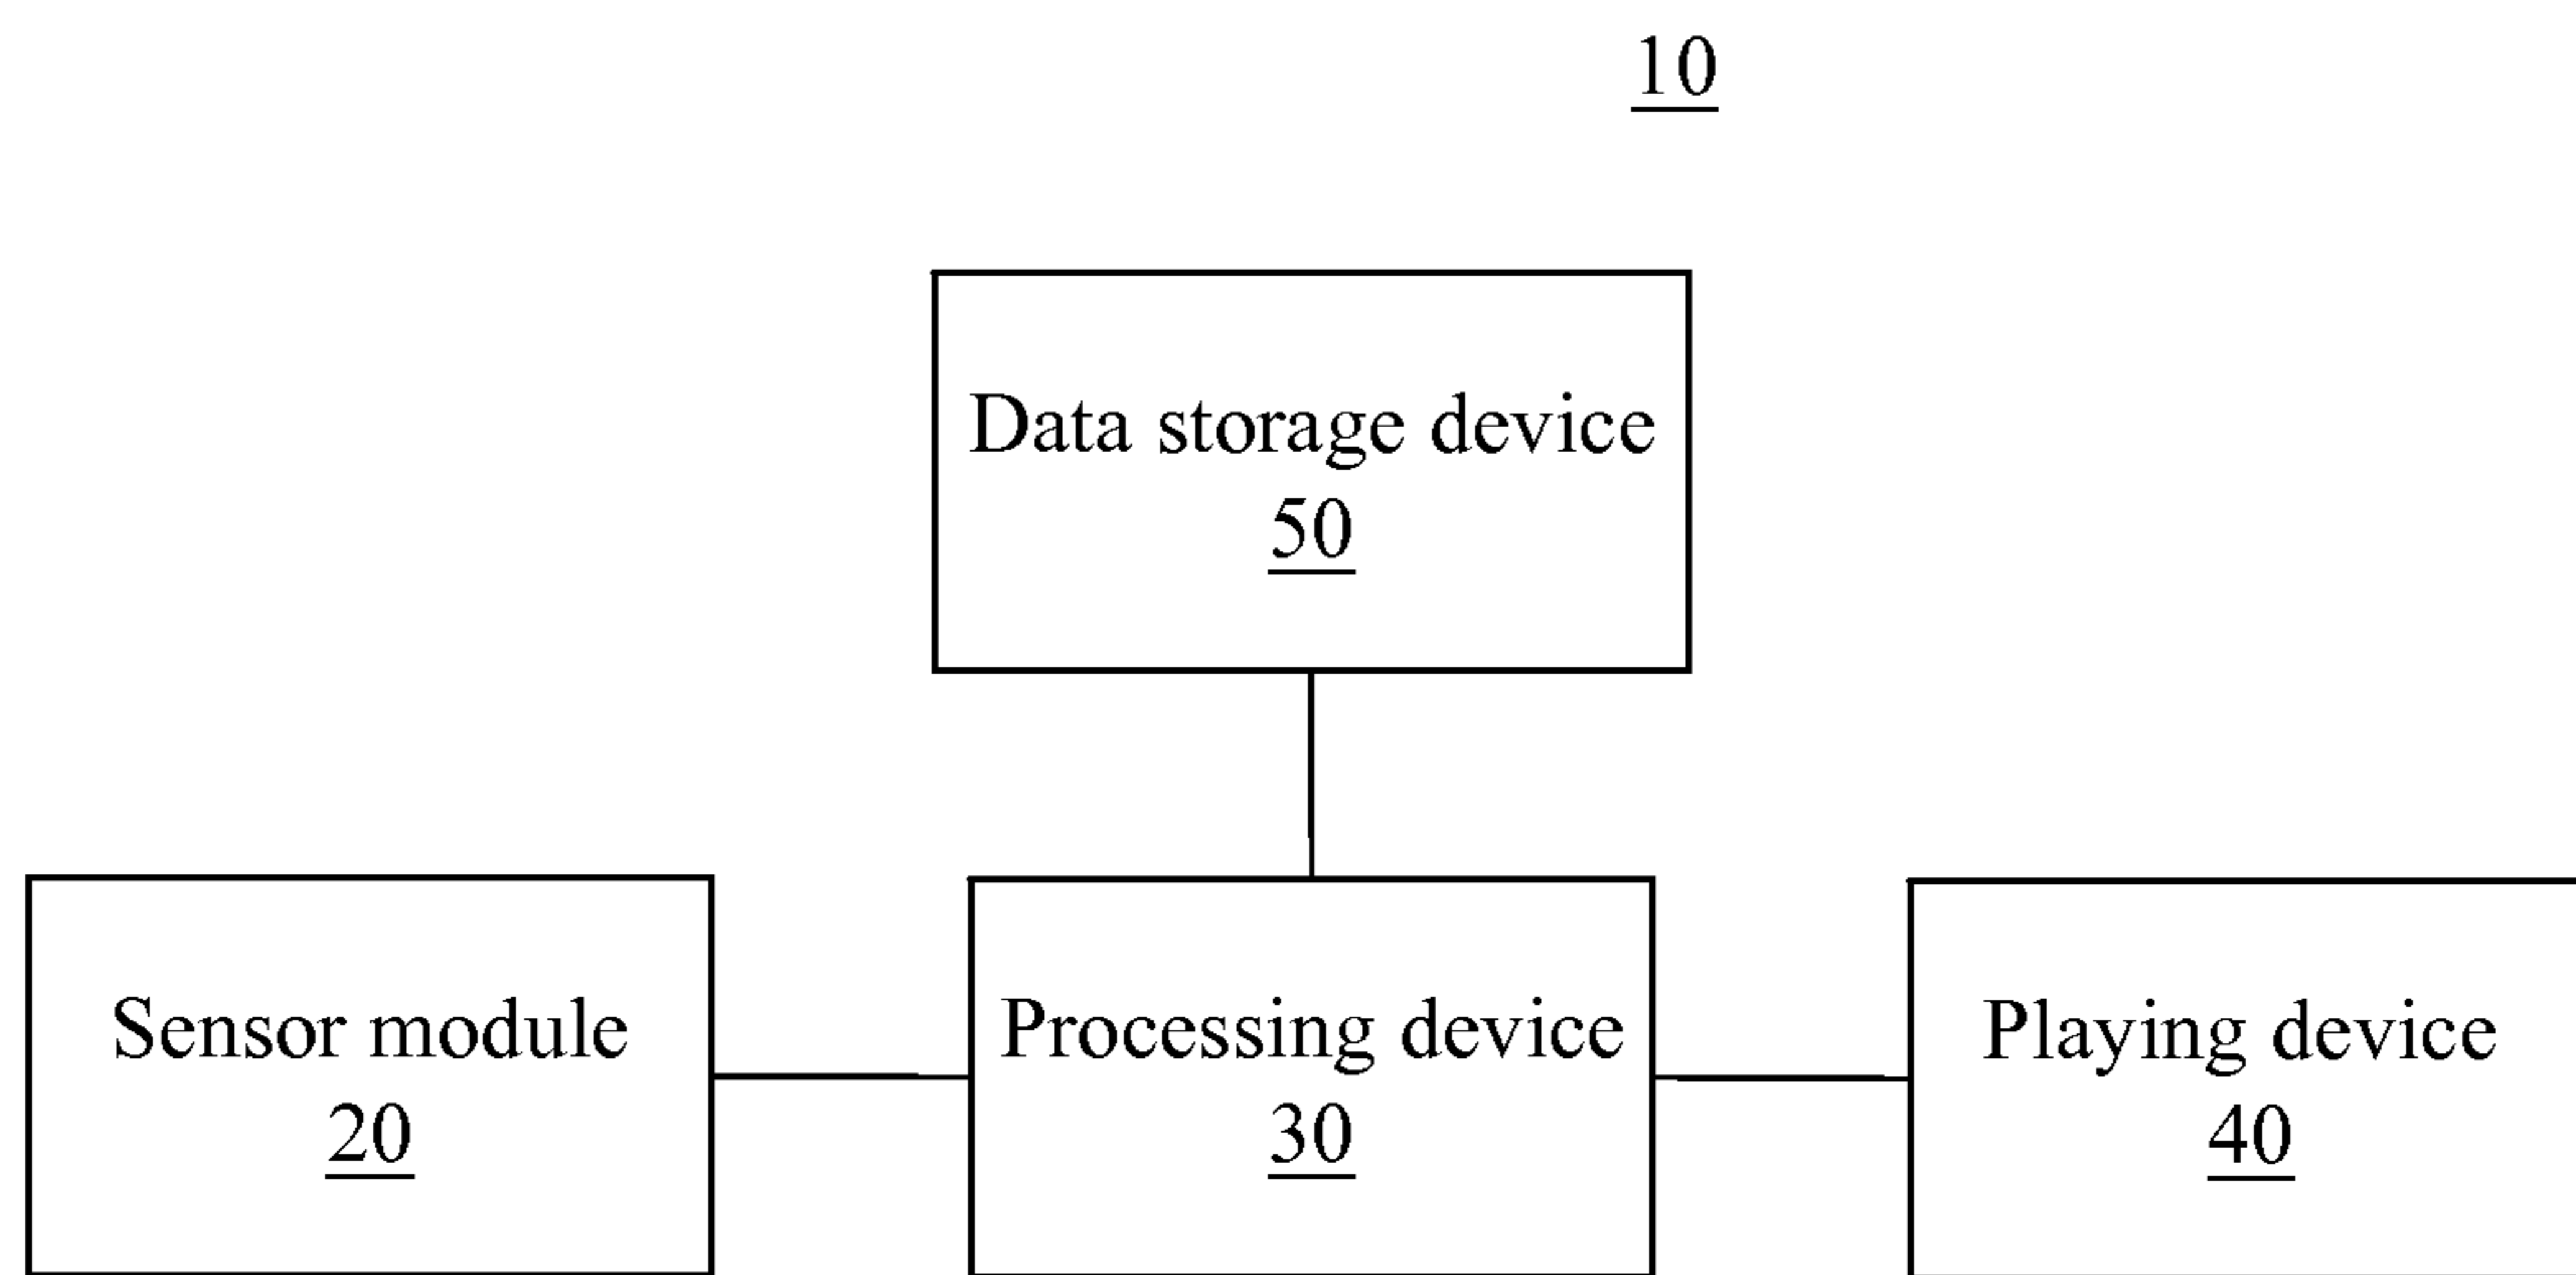 10
Data storage device
50
Sensor module
20
Processing device
30
Playing device
40